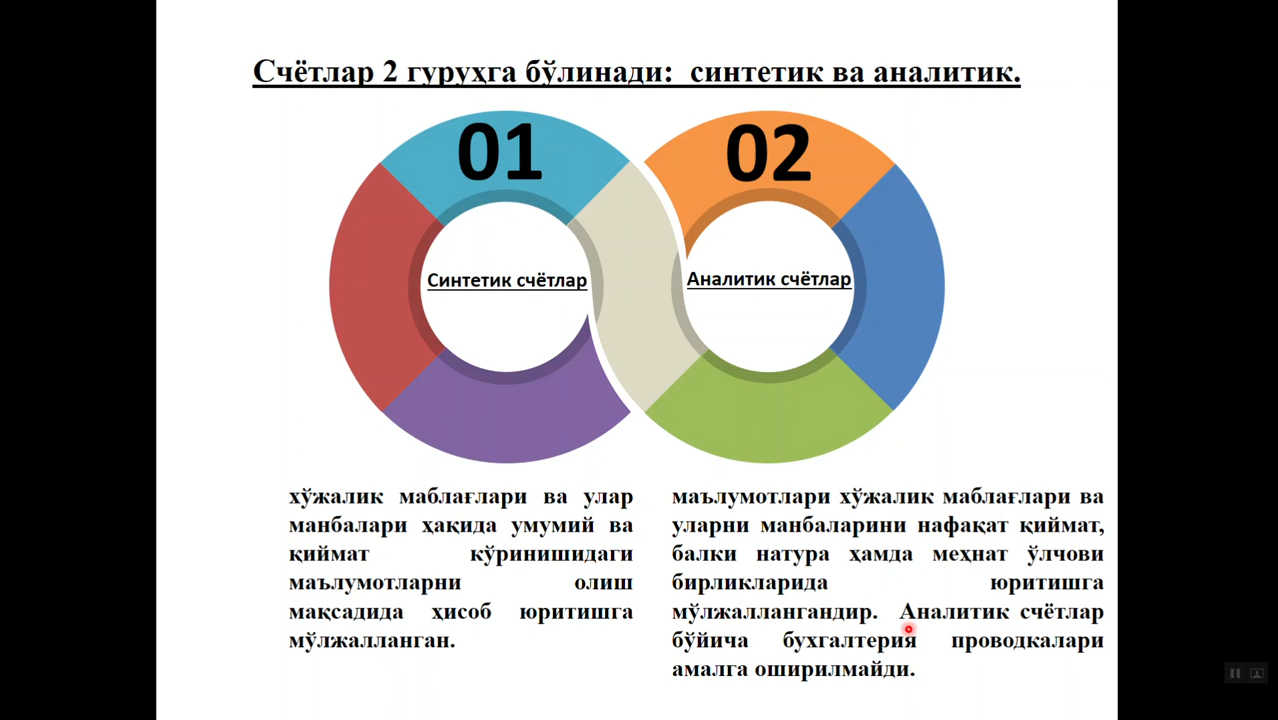 Счётлар 2 гуруҳга бўлинади: синтетик ва аналитик.
01
02
Синтетик счётлар
Аналитик счётлар
хўжалик маблағлари ва улар
манбалари ҳақида умумий ва
қиймат кўринишидаги
маълумотларни олиш
мақсадида ҳисоб юритишга
мўлжалланган.
маълумотлари хўжалик маблағлари ва
уларни манбаларини нафақат қиймат,
балки натура ҳамда меҳнат ўлчови
бирликларида юритишга
мўлжаллангандир. Аналитик счётлар
бўйича бухгалтерия проводкалари
амалга оширилмайди.